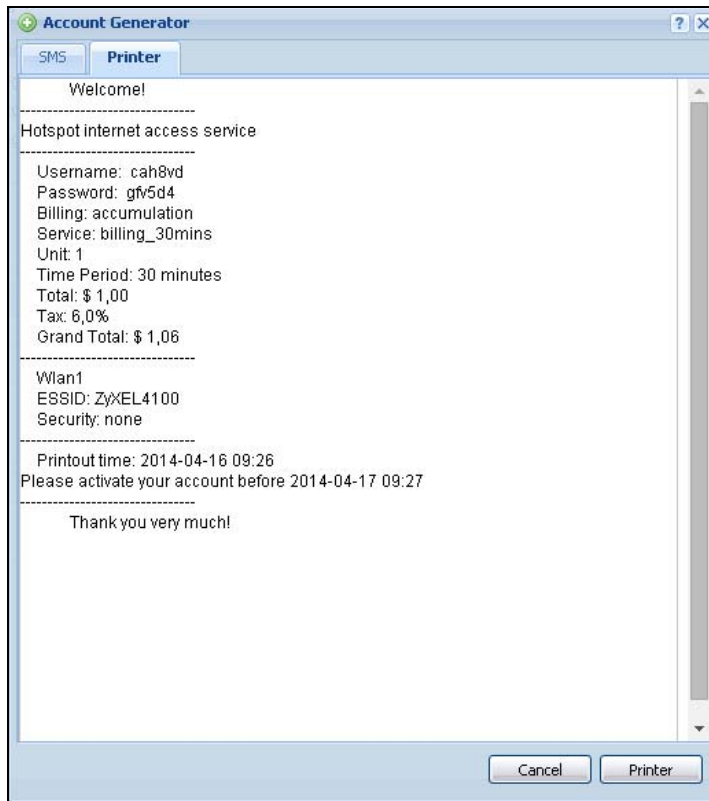 Account Generator
?
SMS
Printer
Welcome!
--------------------------------
Hotspot internet access service
--------------------------------
Username: cah8vd
Password: gfv5d4
Billing: accumulation
Service: billing_30mins
Unit: 1
Time Period: 30 minutes
Total: $ 1,00
Tax: 6,0%
Grand Total: $ 1,06
--------------------------------
Wlan1
ESSID: ZyXEL4100
Security: none
--------------------------------
Printout time: 2014-04-16 09:26
Please activate your account before 2014-04-17 09:27
--------------------------------
Thank you very much!
Cancel
Printer